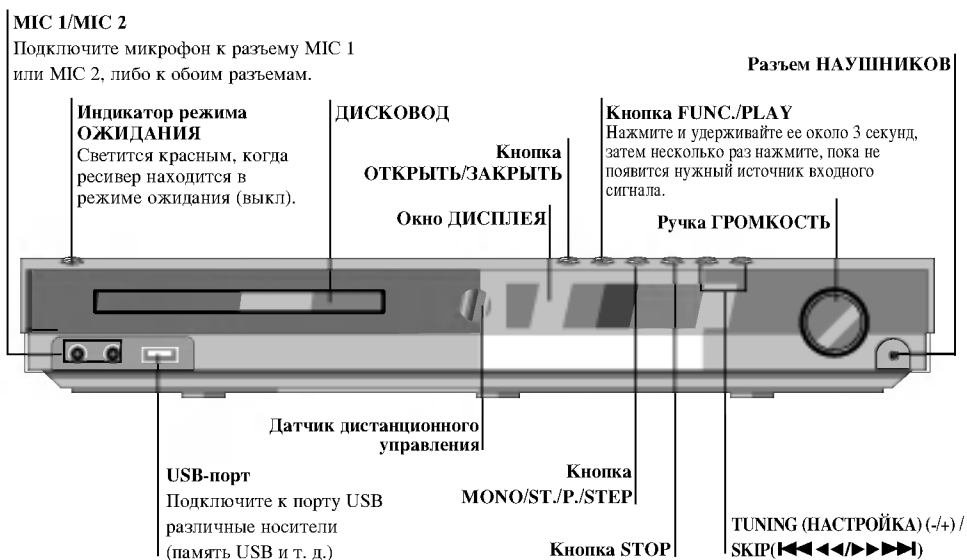 MIC 1/MIC 2
Подключите микрофон к разъему MIC 1
или MIC 2, либо к обоим разъемам.
Разъем НАУШНИКОВ
Индикатор режима
ОЖИДАНИЯ
Светится красным, когда
ресивер находится в
режиме ожидания (выкл).
ДИСКОВОД
Кнопка
ОТКРЫТЬ/ЗАКРЫТЬ
Окно ДИСПЛЕЯ
Кнопка FUNC./PLAY
Нажмите и удерживайте ее около 3 секунд,
затем несколько раз нажмите, пока не
появится нужный источник входного
сигнала.
Ручка ГРОМКОСТЬ
Датчик дистанционного
управления
USB-порт
Подключите к порту USB
различные носители
(память USB и т. д.)
Кнопка
MONO/ST./P./STEP
Кнопка STOP
TUNING (НАСТРОЙКА) (-/+) /
SKIP(⏮◀◀/▶▶⏭)